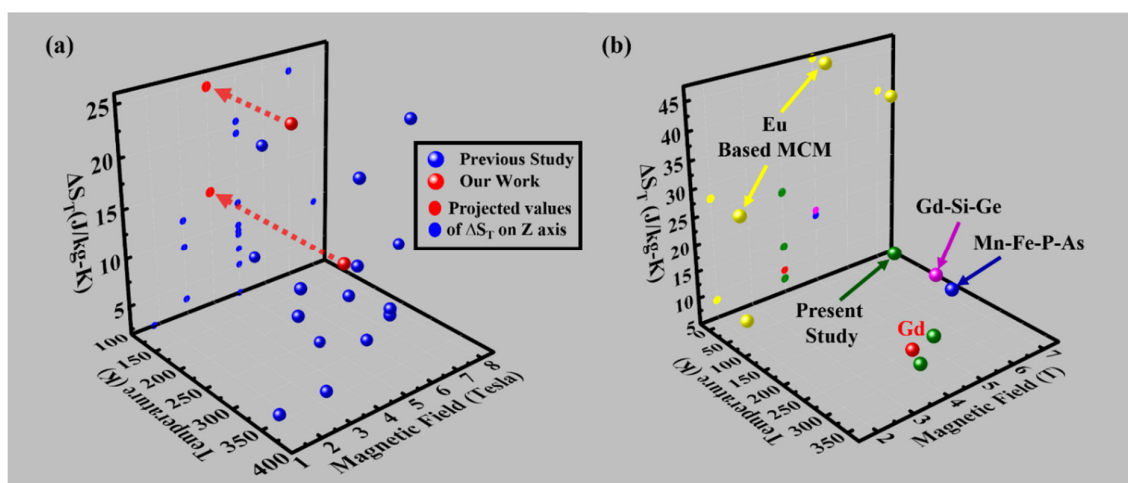 (a)
25
20
15
10
5
ΔS_T (J/kg-K)
100
150
200
250
300
350
400
Temperature (k)
1
2
3
4
5
6
7
8
Magnetic Field (Tesla)
Previous Study
Our Work
Projected values
of ΔS_T on Z axis
(b)
45
40
35
30
25
20
15
10
5
ΔS_T (J/kg-K)
0
50
100
150
200
250
300
350
Temperature (K)
2
3
4
5
6
7
Magnetic Field (T)
Eu
Based MCM
Gd-Si-Ge
Mn-Fe-P-As
Present
Study
Gd